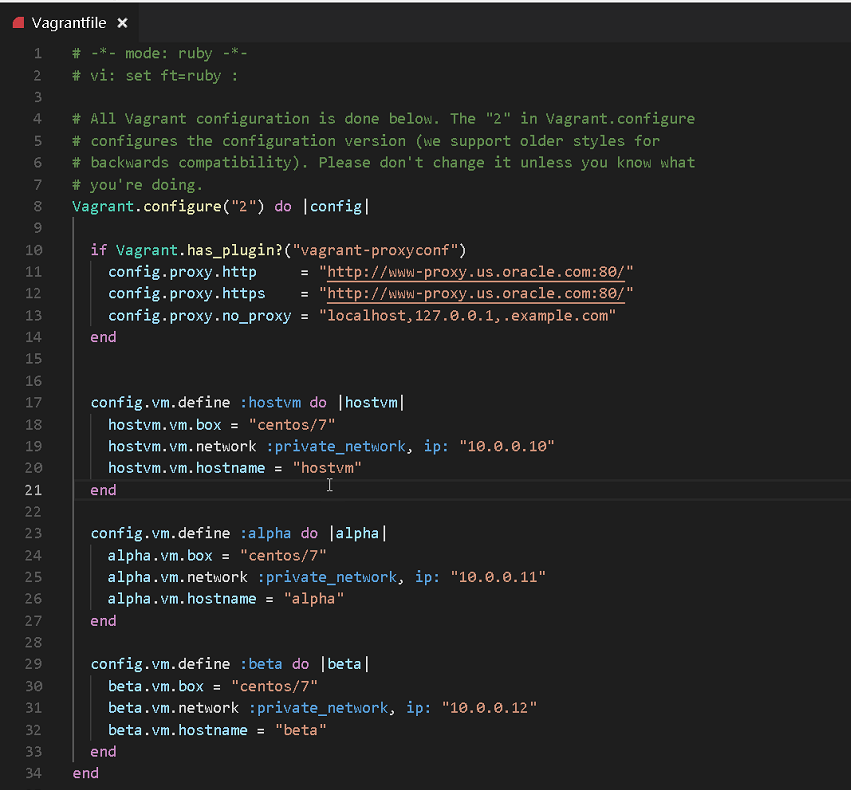 Vagrantfile ×
1 # -*- mode: ruby -*-
2 # vi: set ft=ruby :
3
4 # All Vagrant configuration is done below. The "2" in Vagrant.configure
5 # configures the configuration version (we support older styles for
6 # backwards compatibility). Please don't change it unless you know what
7 # you're doing.
8 Vagrant.configure("2") do |config|
9
10   if Vagrant.has_plugin?("vagrant-proxyconf")
11     config.proxy.http     = "http://www-proxy.us.oracle.com:80/"
12     config.proxy.https    = "http://www-proxy.us.oracle.com:80/"
13     config.proxy.no_proxy = "localhost,127.0.0.1,.example.com"
14   end
15
16
17   config.vm.define :hostvm do |hostvm|
18     hostvm.vm.box = "centos/7"
19     hostvm.vm.network :private_network, ip: "10.0.0.10"
20     hostvm.vm.hostname = "hostvm"
21   end
22
23   config.vm.define :alpha do |alpha|
24     alpha.vm.box = "centos/7"
25     alpha.vm.network :private_network, ip: "10.0.0.11"
26     alpha.vm.hostname = "alpha"
27   end
28
29   config.vm.define :beta do |beta|
30     beta.vm.box = "centos/7"
31     beta.vm.network :private_network, ip: "10.0.0.12"
32     beta.vm.hostname = "beta"
33   end
34 end